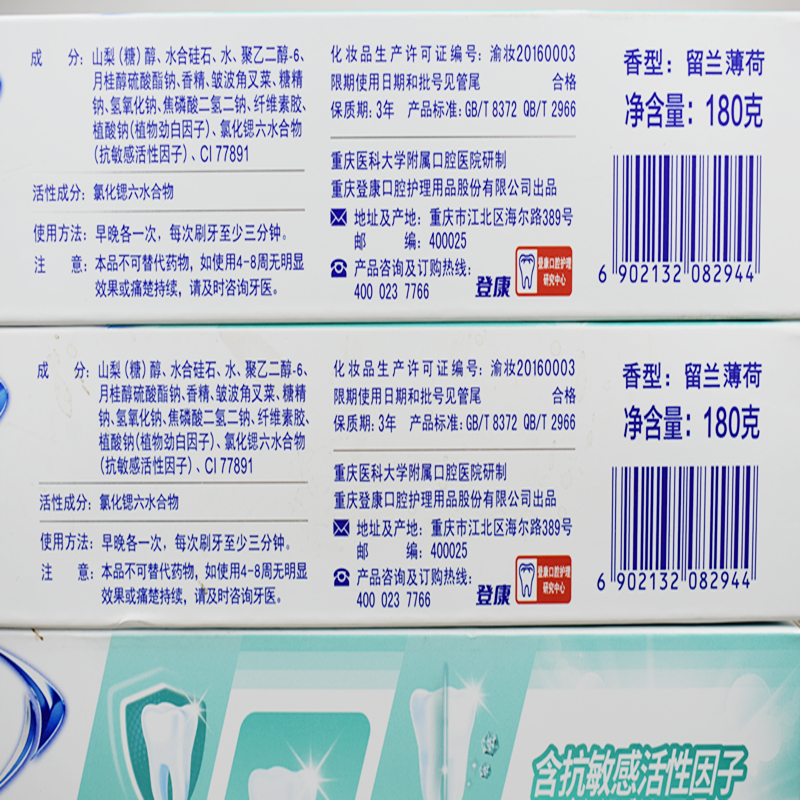 成　　分：山梨（糖）醇、水合硅石、水、聚乙二醇-6、
月桂醇硫酸酯钠、香精、皱波角叉菜、糖精
钠、氢氧化钠、焦磷酸二氢二钠、纤维素胶、
植酸钠（植物劲白因子）、氯化锶六水合物
（抗敏感活性因子）、CI 77891
活性成分：氯化锶六水合物
使用方法：早晚各一次，每次刷牙至少三分钟。
注　　意：本品不可替代药物，如使用4-8周无明显
效果或痛楚持续，请及时咨询牙医。
化妆品生产许可证编号：渝妆20160003
限期使用日期和批号见管尾　　合格
保质期：3年　产品标准：GB/T 8372 QB/T 2966
重庆医科大学附属口腔医院研制
重庆登康口腔护理用品股份有限公司出品
地址及产地：重庆市江北区海尔路389号
邮　　编：400025
产品咨询及订购热线：
400 023 7766
登康
登康口腔护理
研究中心
香型：留兰薄荷
净含量：180克
6 902132 082944
成　　分：山梨（糖）醇、水合硅石、水、聚乙二醇-6、
月桂醇硫酸酯钠、香精、皱波角叉菜、糖精
钠、氢氧化钠、焦磷酸二氢二钠、纤维素胶、
植酸钠（植物劲白因子）、氯化锶六水合物
（抗敏感活性因子）、CI 77891
活性成分：氯化锶六水合物
使用方法：早晚各一次，每次刷牙至少三分钟。
注　　意：本品不可替代药物，如使用4-8周无明显
效果或痛楚持续，请及时咨询牙医。
化妆品生产许可证编号：渝妆20160003
限期使用日期和批号见管尾　　合格
保质期：3年　产品标准：GB/T 8372 QB/T 2966
重庆医科大学附属口腔医院研制
重庆登康口腔护理用品股份有限公司出品
地址及产地：重庆市江北区海尔路389号
邮　　编：400025
产品咨询及订购热线：
400 023 7766
登康
登康口腔护理
研究中心
香型：留兰薄荷
净含量：180克
6 902132 082944
含抗敏感活性因子